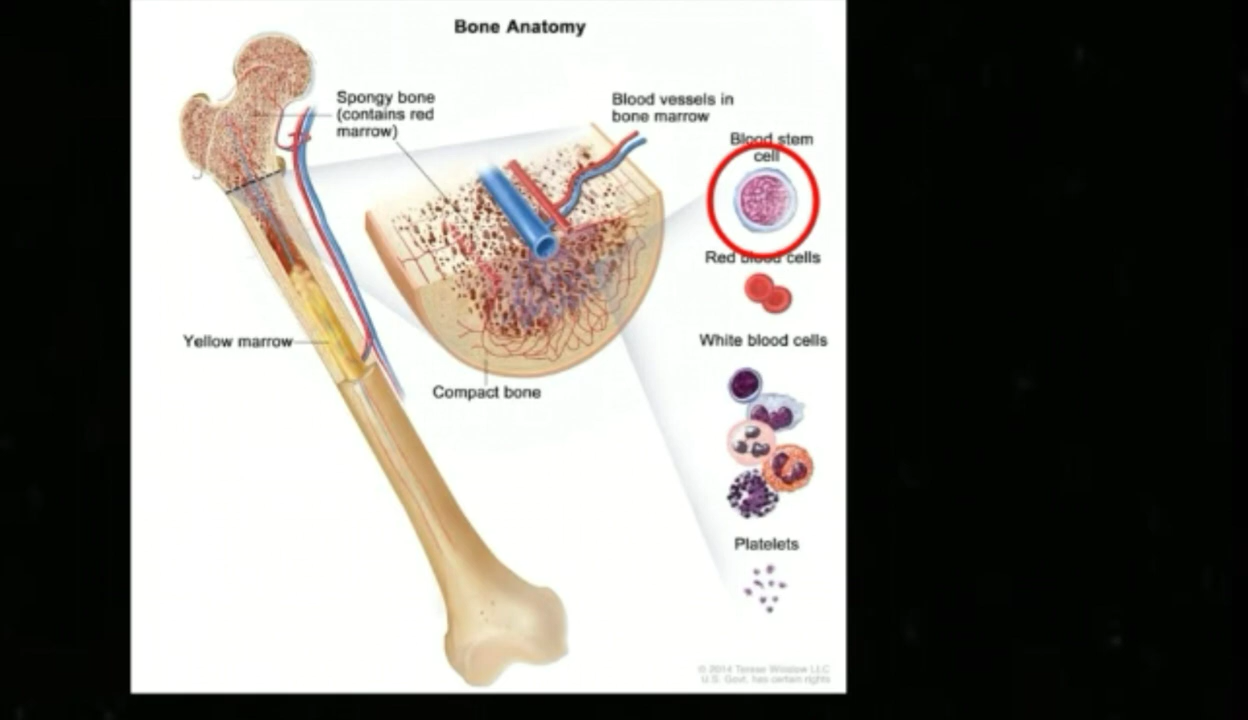 Bone Anatomy
Spongy bone
(contains red
marrow)
Blood vessels in
bone marrow
Blood stem
cell
Red blood cells
Yellow marrow
White blood cells
Compact bone
Platelets
© 2014 Terese Winslow LLC
U.S. Govt. has certain rights